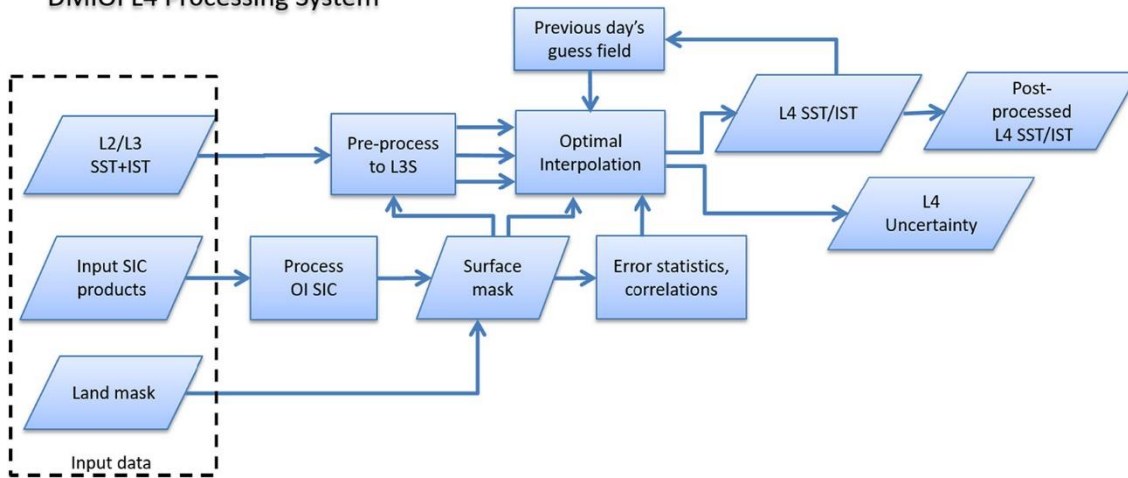 DMIOI L4 Processing System
Previous day's
guess field
L2/L3
SST+IST
Pre-process
to L3S
Optimal
Interpolation
L4 SST/IST
Post-
processed
L4 SST/IST
L4
Uncertainty
Input SIC
products
Process
OI SIC
Surface
mask
Error statistics,
correlations
Land mask
Input data